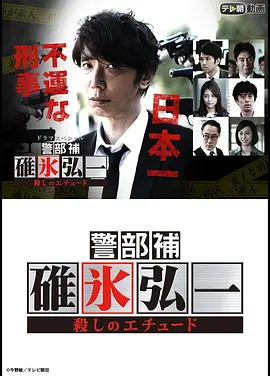 テレ朝動画
不運な
刑事
日本一
ドラマスペシャル
警部補
碓氷弘一
殺しのエチュード
警部補
碓氷弘一
殺しのエチュード
©今野敏／テレビ朝日